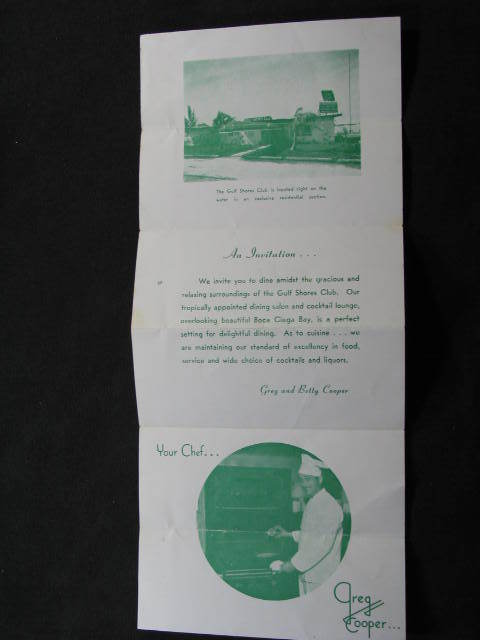 The Gulf Shores Club is located right on the
water in an exclusive residential section.
An Invitation . . .
We invite you to dine amidst the gracious and
relaxing surroundings of the Gulf Shores Club. Our
tropically appointed dining salon and cocktail lounge,
overlooking beautiful Boca Ciega Bay, is a perfect
setting for delightful dining. As to cuisine . . . we
are maintaining our standard of excellency in food,
service and wide choice of cocktails and liquors.
Greg and Betty Cooper
Your Chef...
Greg
Cooper...